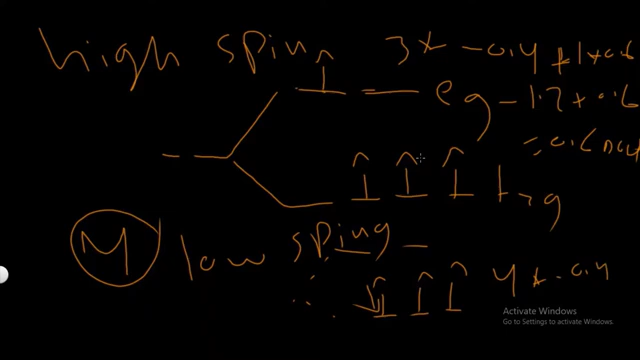 high spin 3x -0.4 +1x0.6
eg -1.2+0.6
= 0.6
t2g
M low spin
4x-0.4
Activate Windows
Go to Settings to activate Windows.